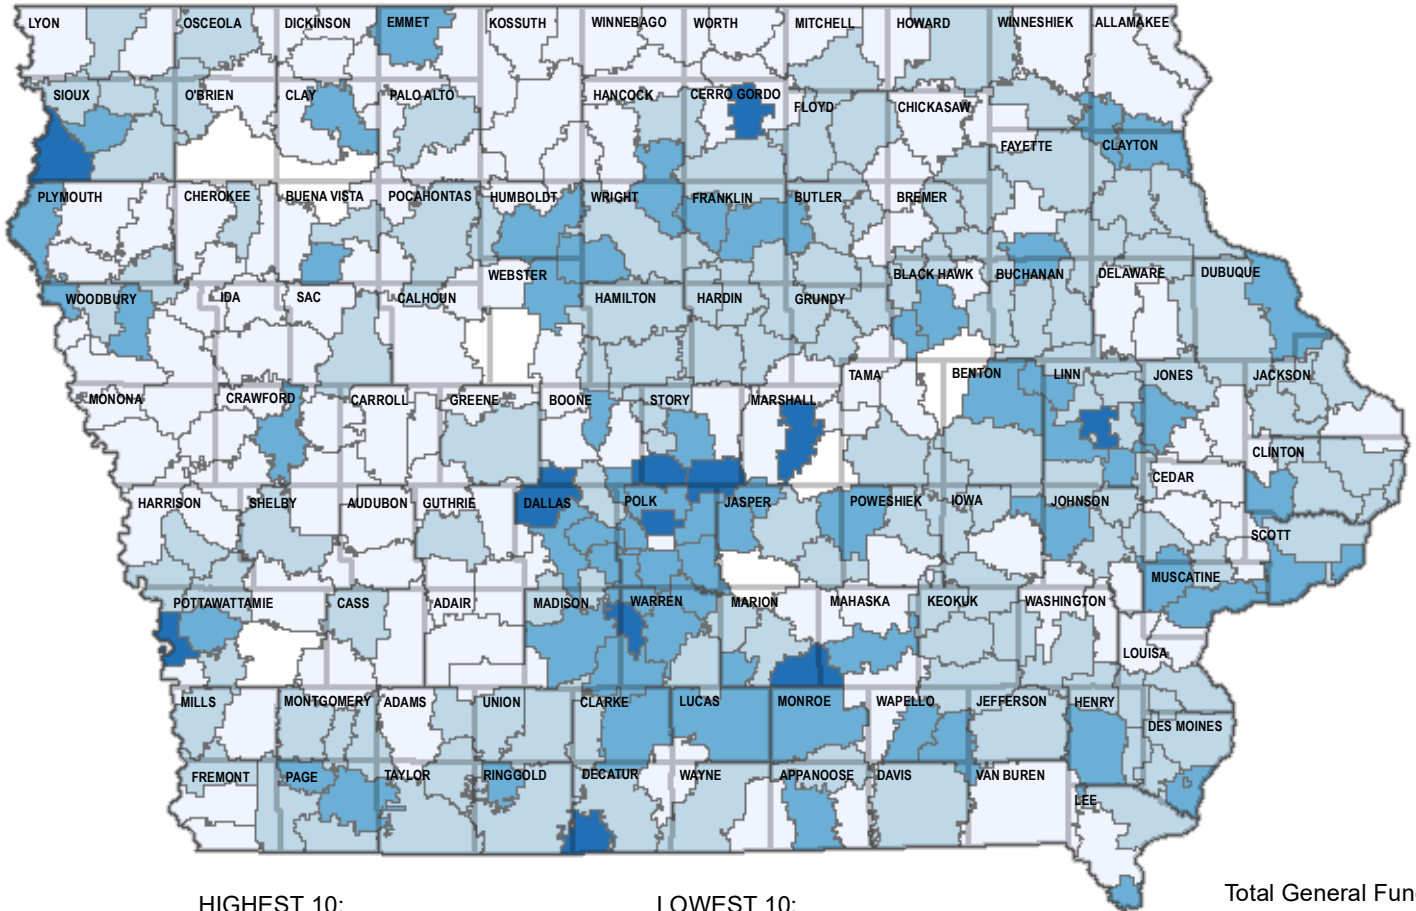 LYON OSCEOLA DICKINSON EMMET KOSSUTH WINNEBAGO WORTH MITCHELL HOWARD WINNESHIEK ALLAMAKEE
SIOUX O'BRIEN CLAY PALO ALTO HANCOCK CERRO GORDO FLOYD CHICKASAW
FAYETTE CLAYTON
PLYMOUTH CHEROKEE BUENA VISTA POCAHONTAS HUMBOLDT WRIGHT FRANKLIN BUTLER BREMER
WEBSTER BLACK HAWK BUCHANAN DELAWARE DUBUQUE
WOODBURY IDA SAC CALHOUN HAMILTON HARDIN GRUNDY
TAMA BENTON LINN JONES JACKSON
MONONA CRAWFORD CARROLL GREENE BOONE STORY MARSHALL
CLINTON
CEDAR
HARRISON SHELBY AUDUBON GUTHRIE DALLAS POLK JASPER POWESHIEK IOWA JOHNSON
SCOTT
MUSCATINE
POTTAWATTAMIE CASS ADAIR MADISON WARREN MARION MAHASKA KEOKUK WASHINGTON
LOUISA
MILLS MONTGOMERY ADAMS UNION CLARKE LUCAS MONROE WAPELLO JEFFERSON HENRY
DES MOINES
FREMONT PAGE TAYLOR RINGGOLD DECATUR WAYNE APPANOOSE DAVIS VAN BUREN
LEE
HIGHEST 10: LOWEST 10: Total General Fun